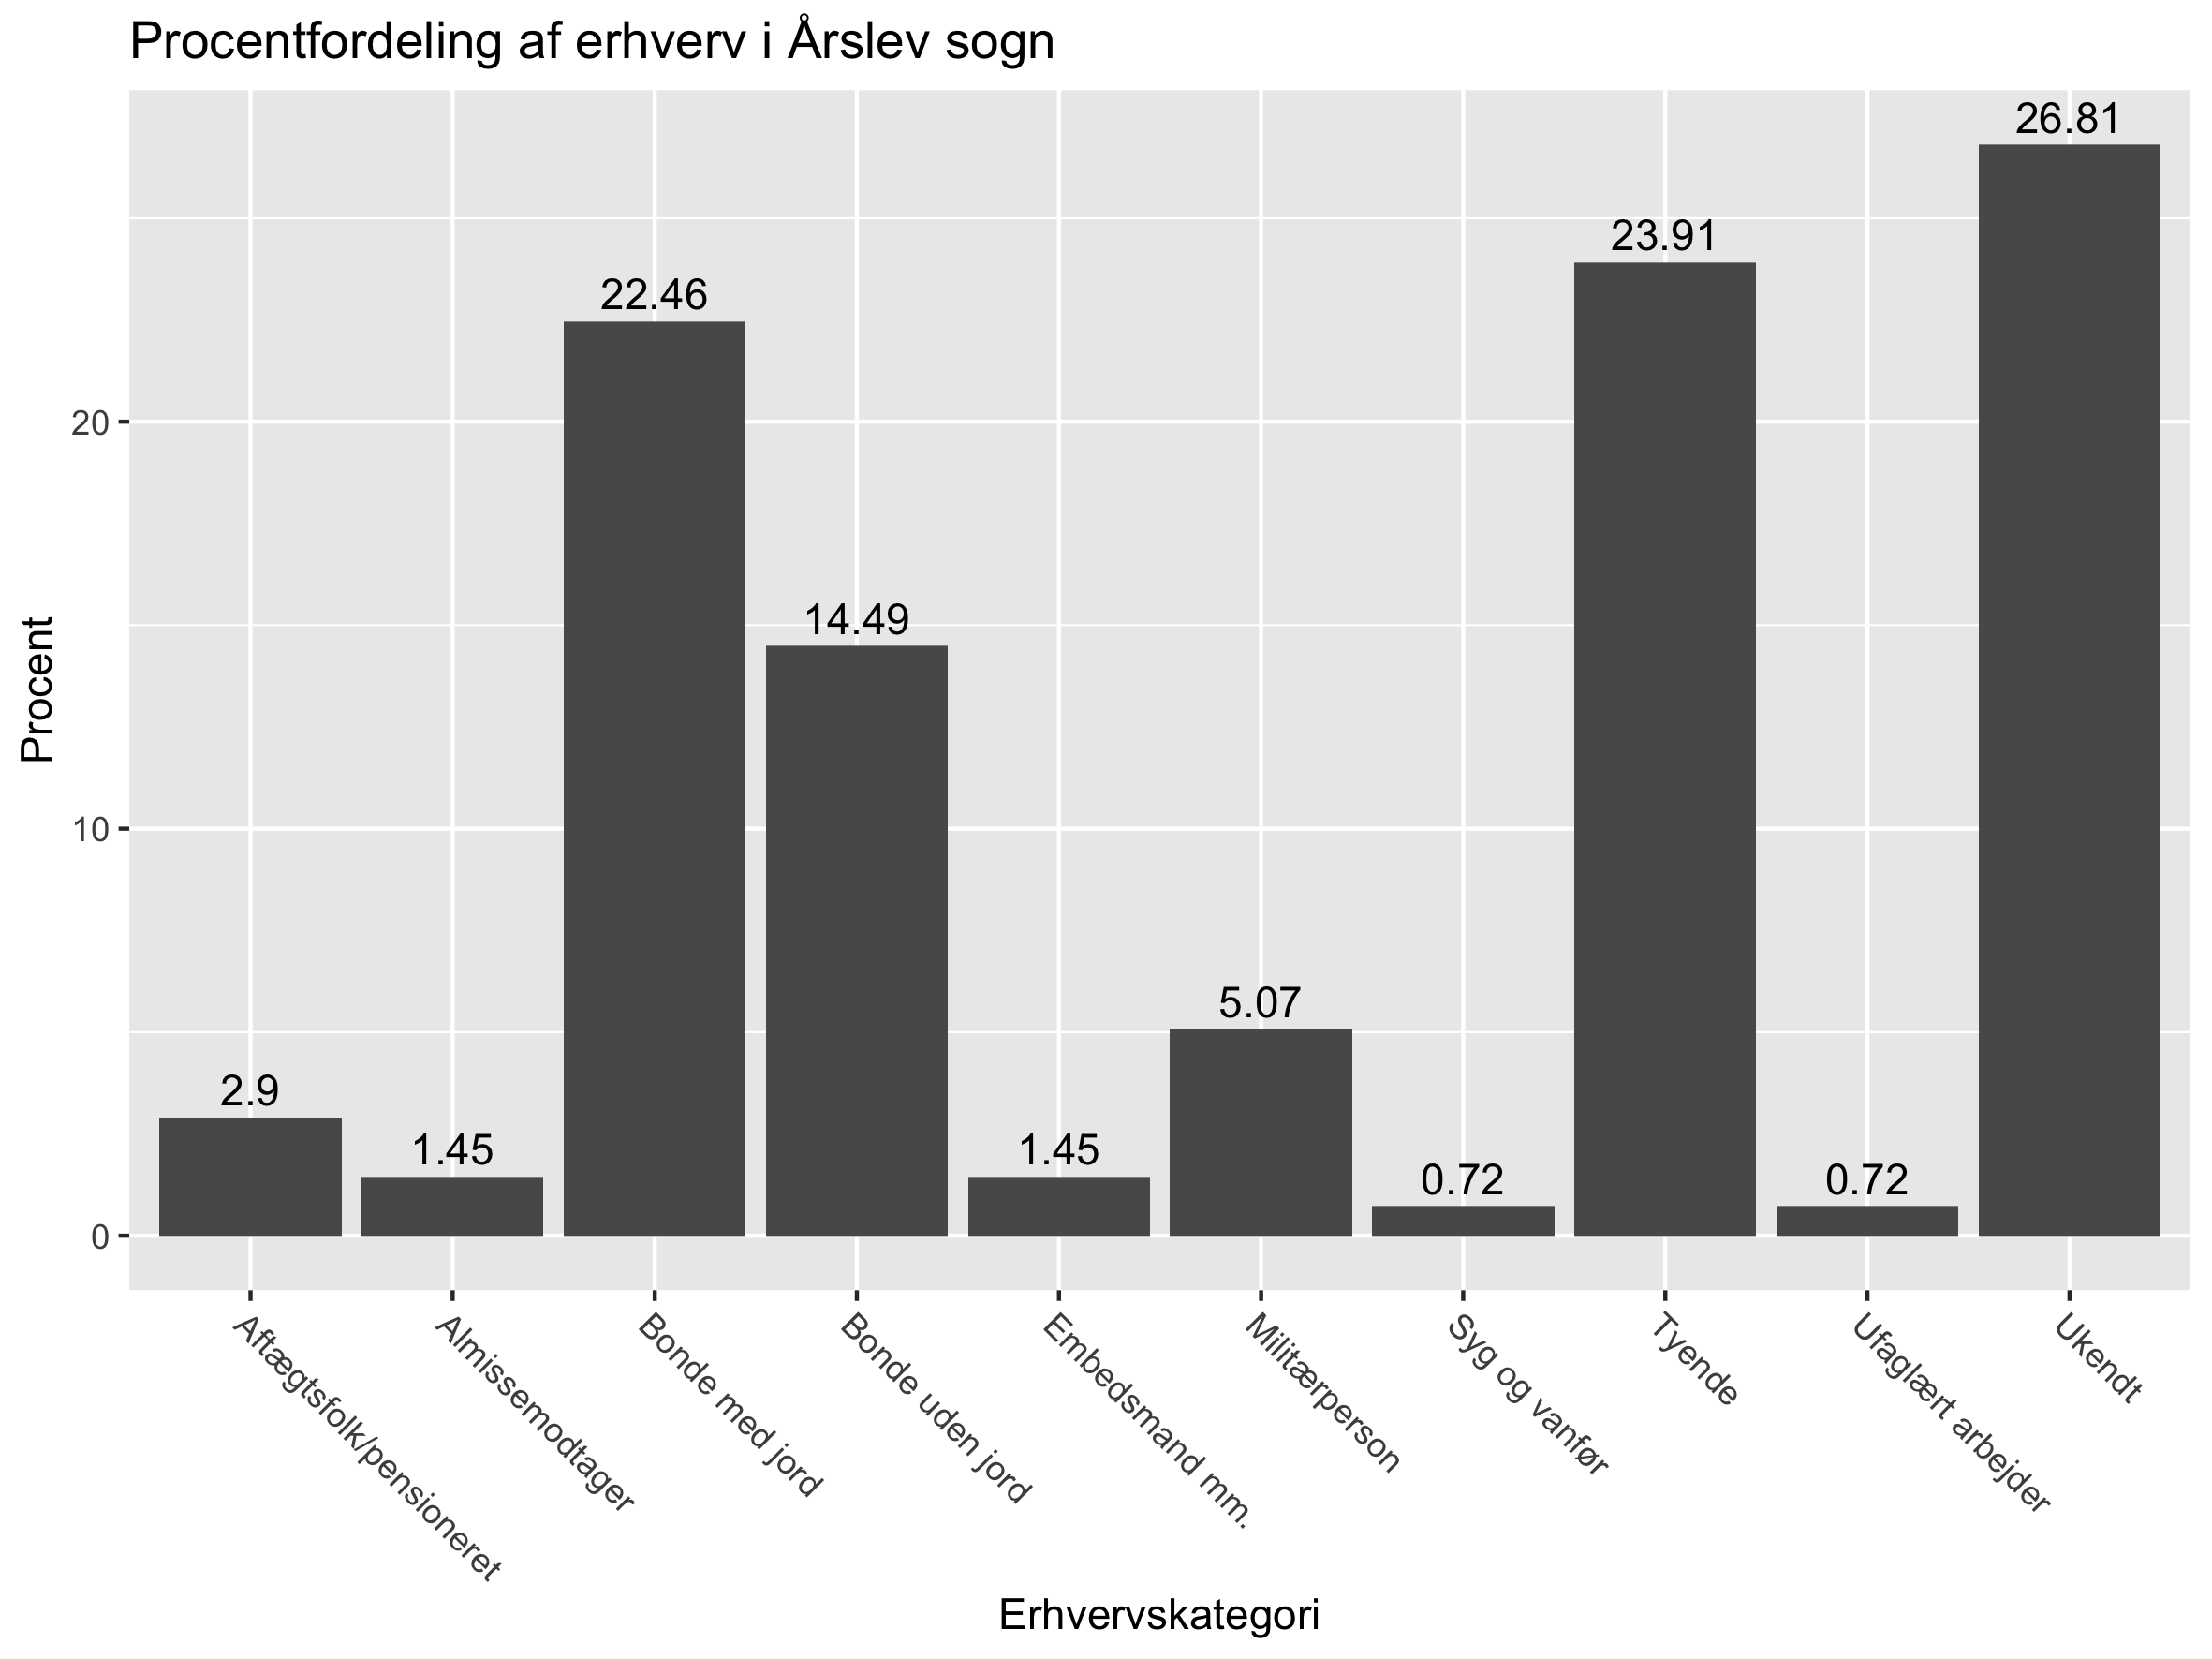 Procentfordeling af erhverv i Årslev sogn
26.81
23.91
22.46
20
14.49
Procent
10
5.07
2.9
1.45
1.45
0.72
0.72
0
Aftægtsfolk/pensioneret
Almissemodtager
Bonde med jord
Bonde uden jord
Embedsmand mm.
Militærperson
Syg og vanfør
Tyende
Ufaglært arbejder
Ukendt
Erhvervskategori